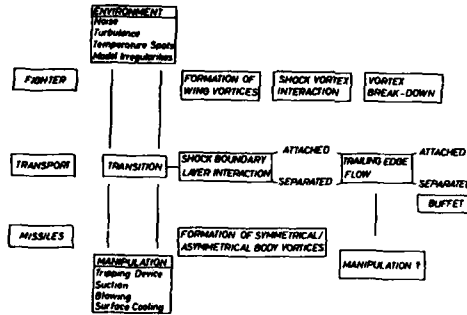 ENVIRONMENT
Noise
Turbulance
Temperature Spots
Model Irregularities
FIGHTER
FORMATION OF
WING VORTICES
SHOCK VORTEX
INTERACTION
VORTEX
BREAK-DOWN
TRANSPORT
TRANSITION
SHOCK BOUNDARY
LAYER INTERACTION
ATTACHED
SEPARATED
TRAILING EDGE
FLOW
ATTACHED
SEPARATE
BUFFET
MISSILES
FORMATION OF SYMMETRICAL/
ASYMMETRICAL BODY VORTICES
MANIPULATION
Tripping Device
Suction
Blowing
Surface Cooling
MANIPULATION ?